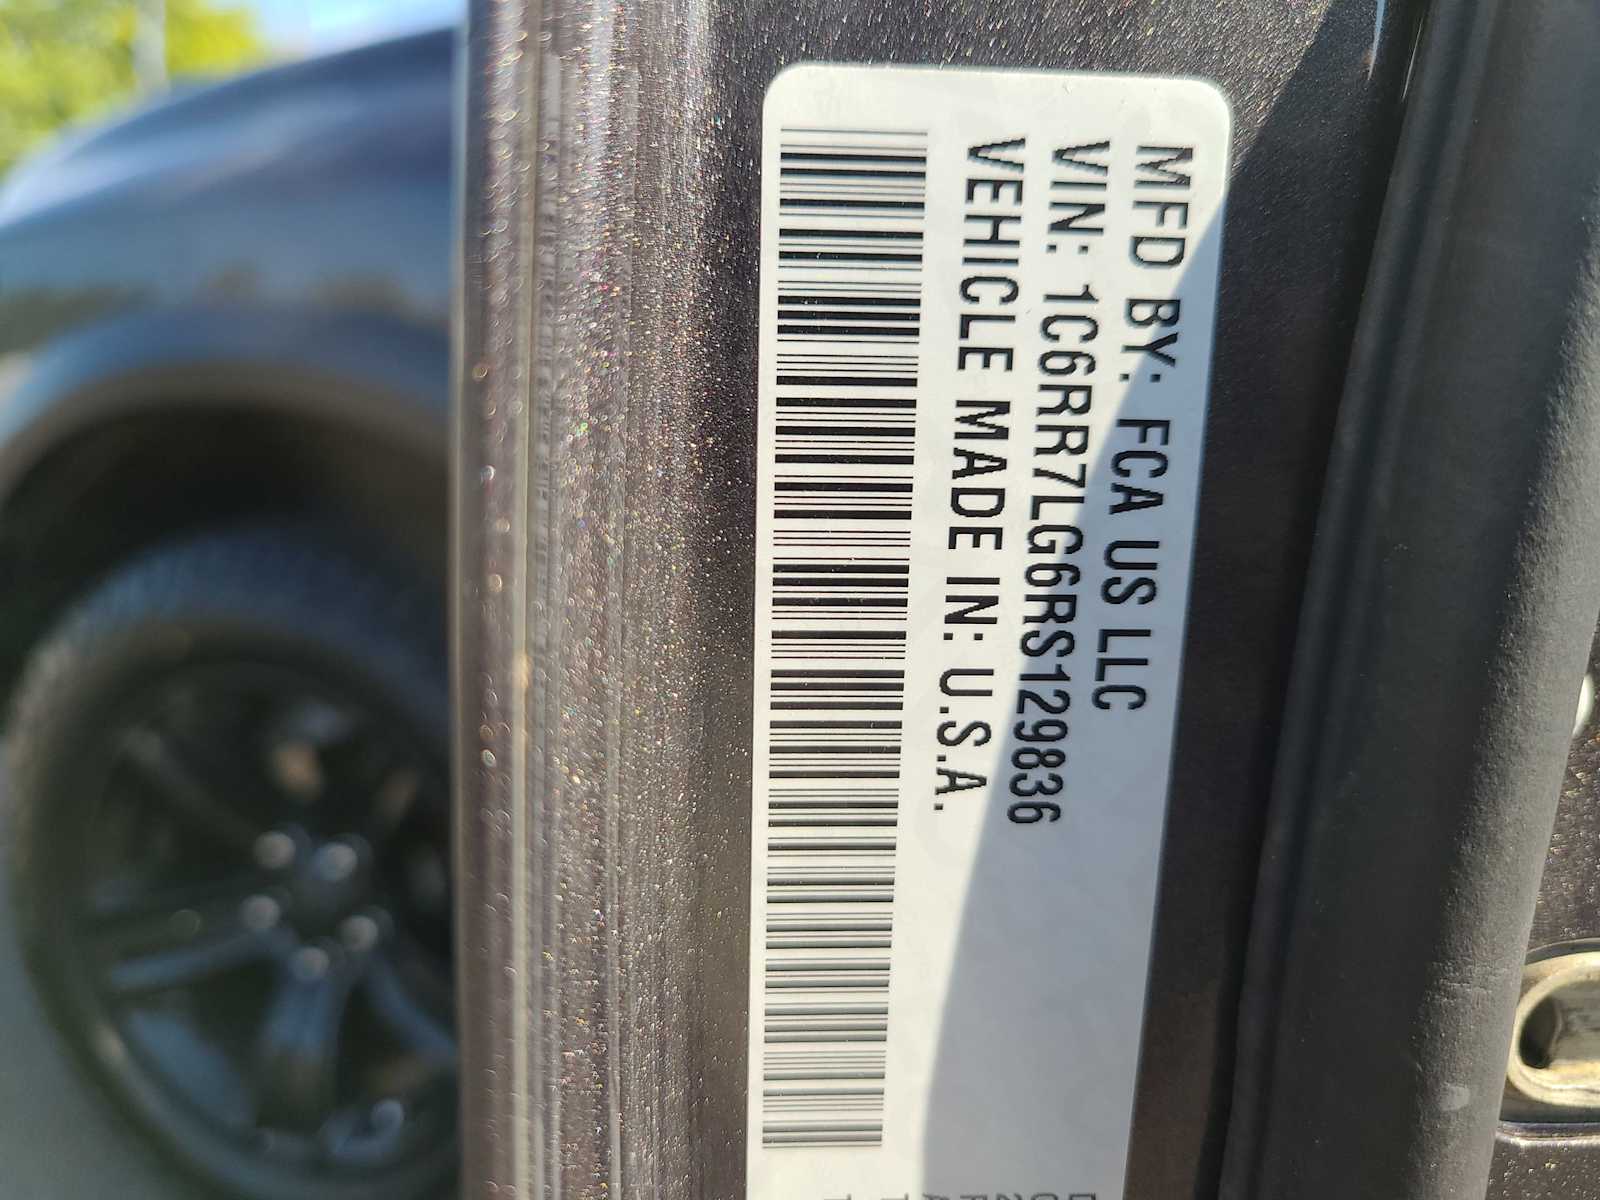 MFD BY: FCA US LLC
VIN: 1C6RR7LG6RS129836
VEHICLE MADE IN: U.S.A.